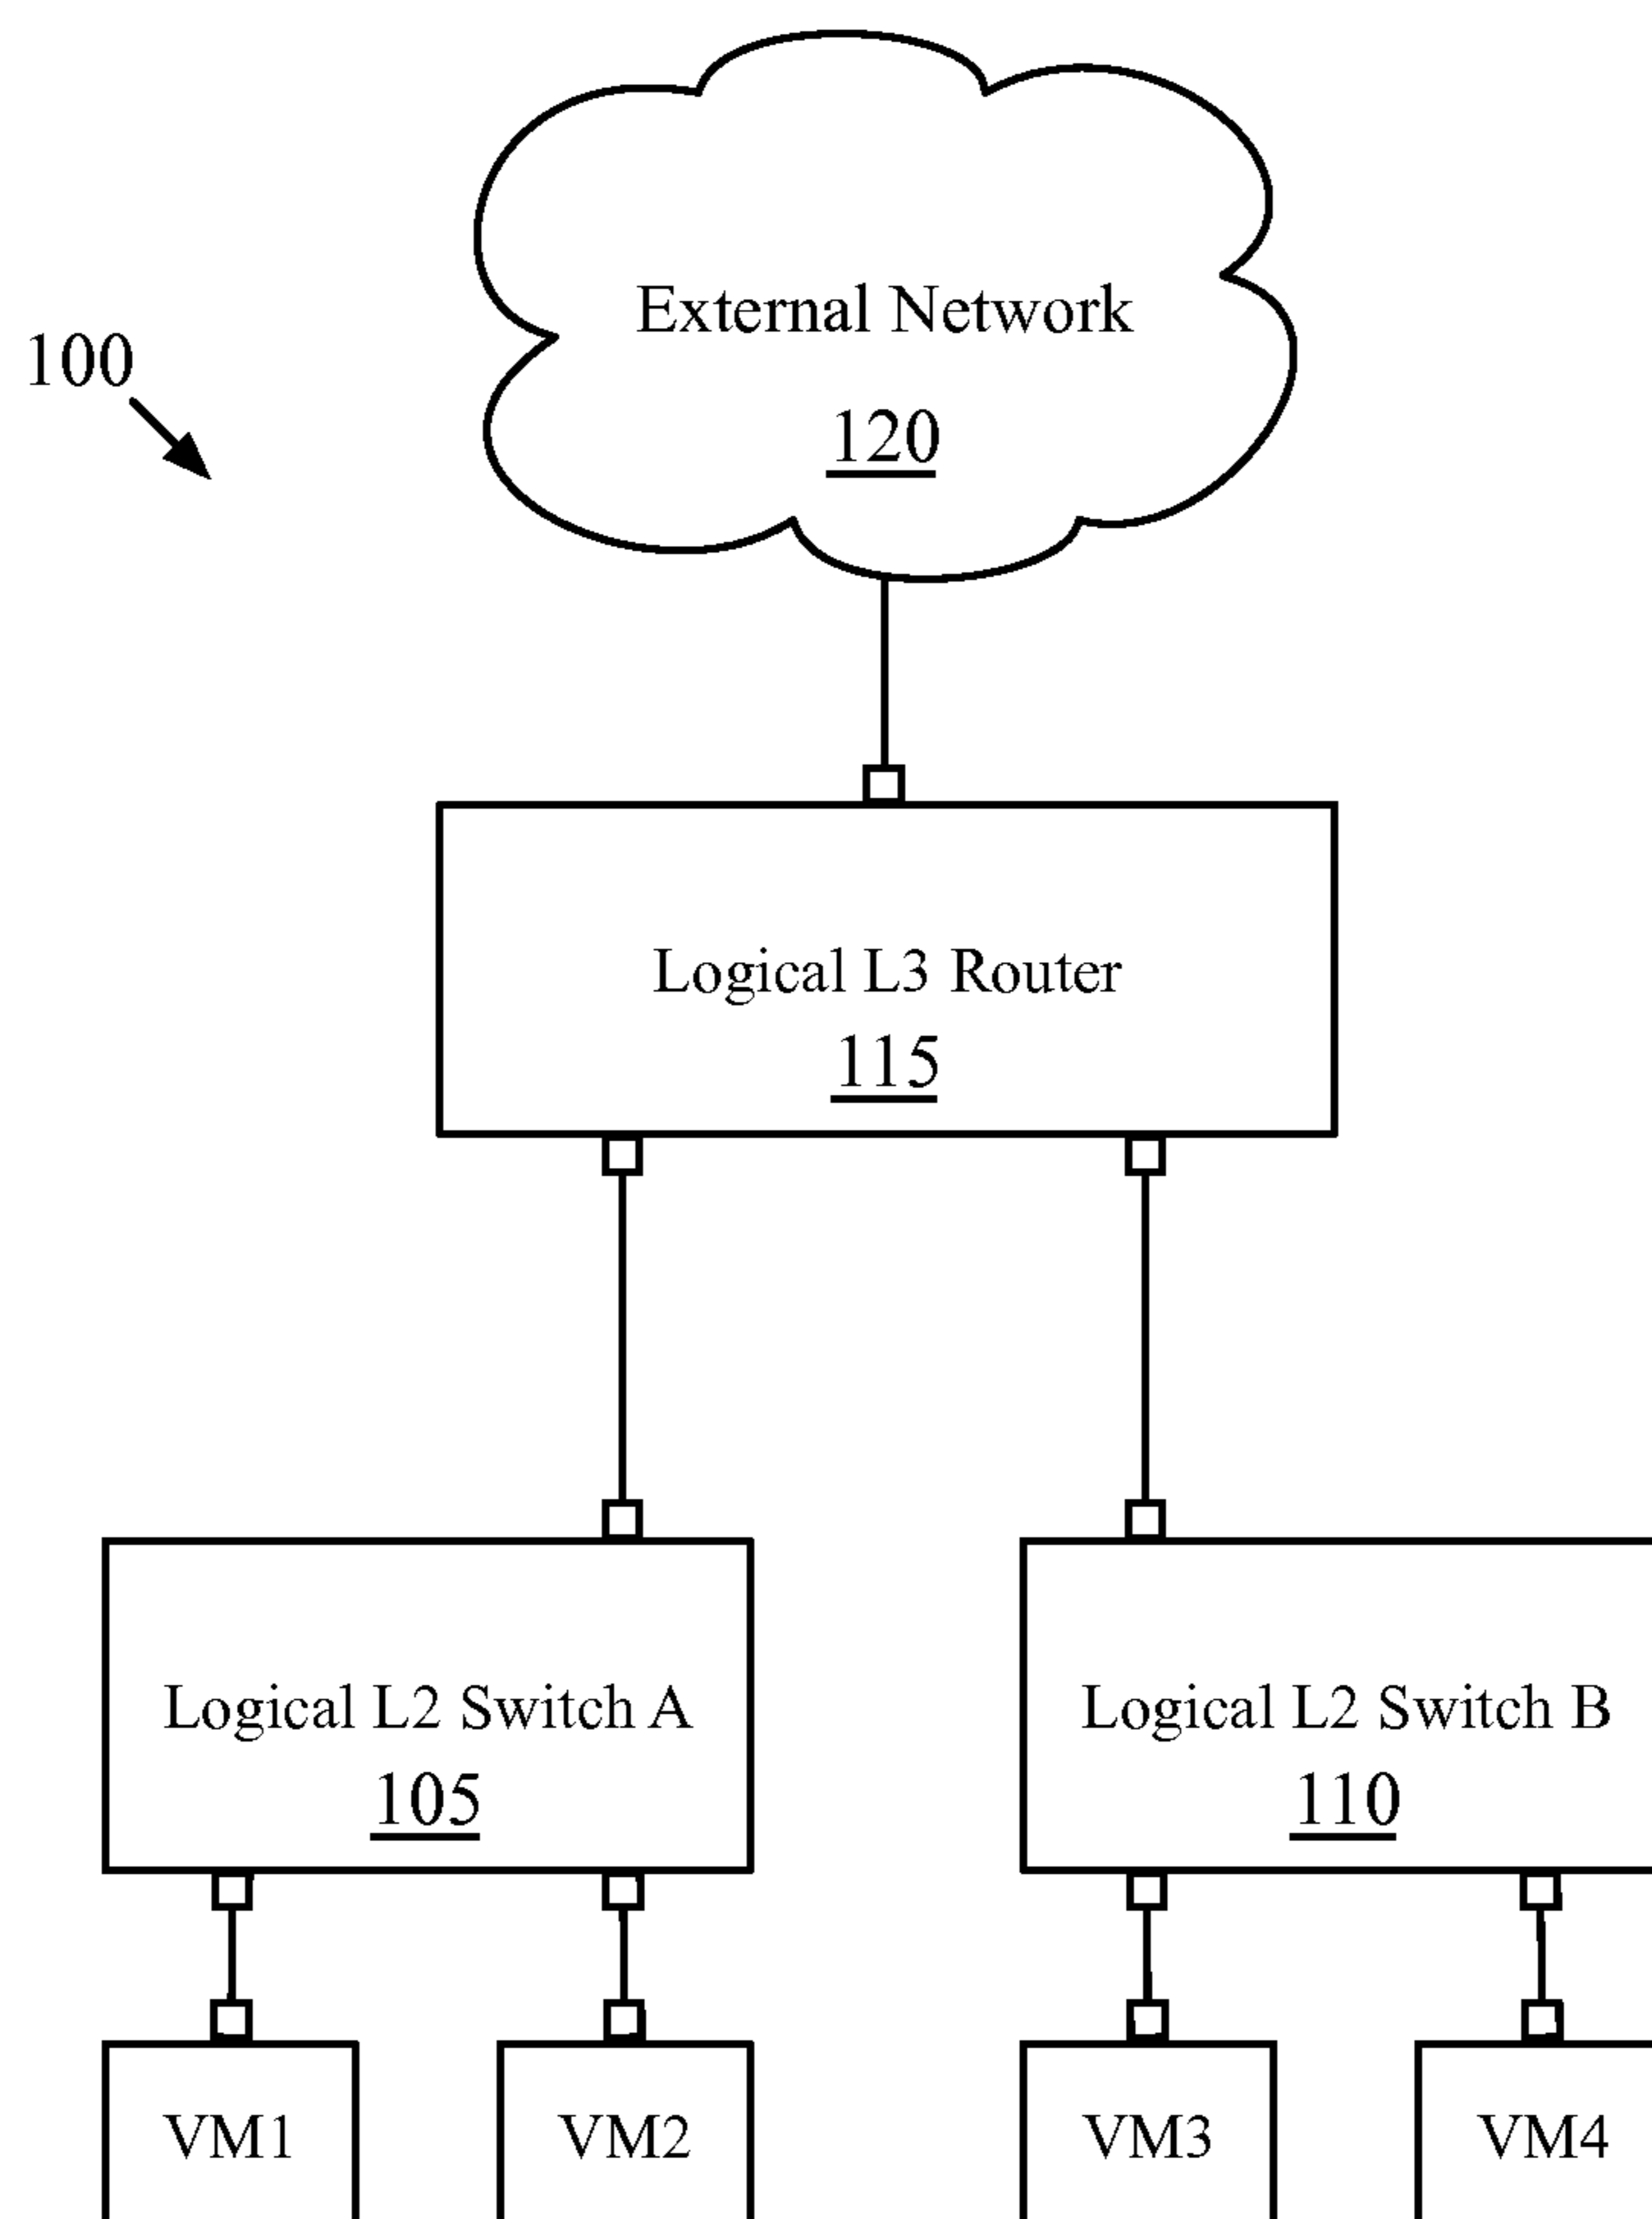 External Network
100
120
Logical L3 Router
115
Logical L2 Switch A
105
Logical L2 Switch B
110
VM1
VM2
VM3
VM4